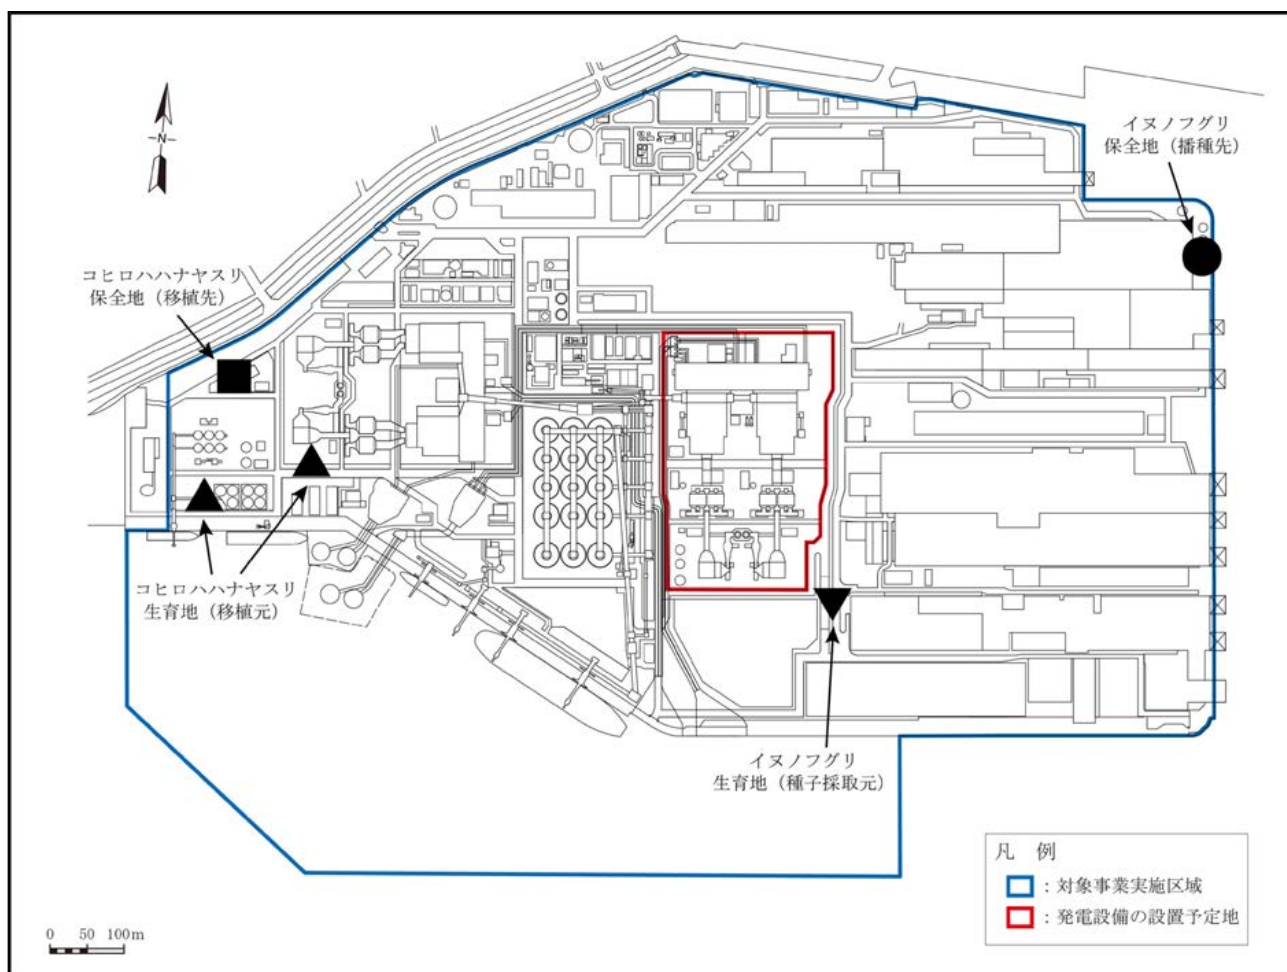 N
イヌノフグリ
保全地（播種先）
コヒロハハナヤスリ
保全地（移植先）
コヒロハハナヤスリ
生育地（移植元）
イヌノフグリ
生育地（種子採取元）
凡 例
：対象事業実施区域
：発電設備の設置予定地
0 50 100m